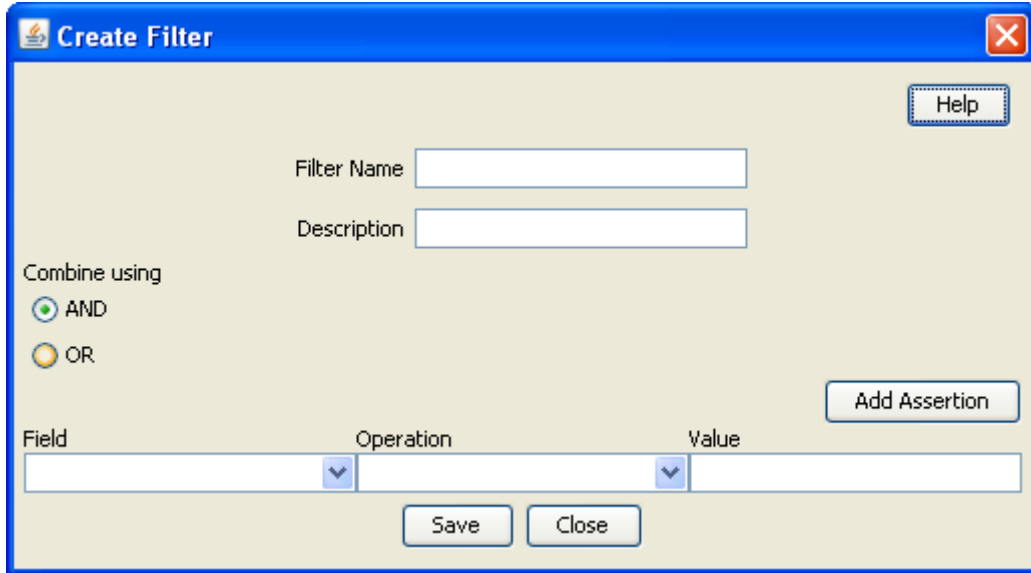 Create Filter
Help
Filter Name
Description
Combine using
AND
OR
Add Assertion
Field Operation Value
Save Close